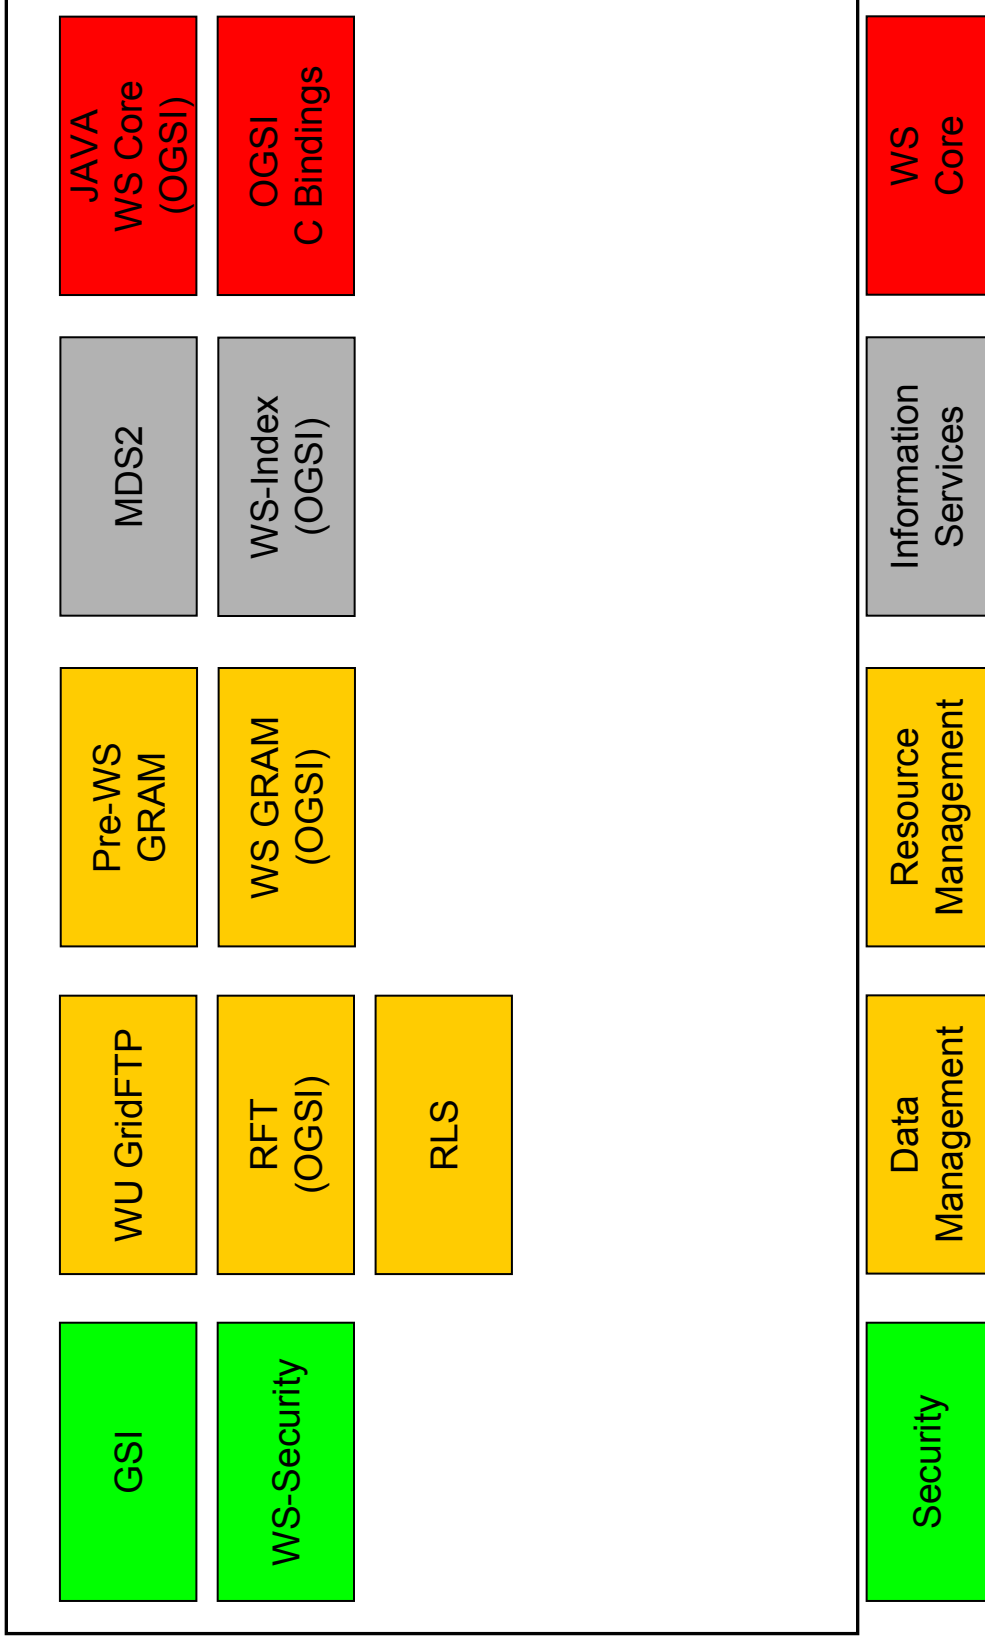 GSI
WU GridFTP
Pre-WS
GRAM
MDS2
JAVA
WS Core
(OGSI)
WS-Security
RFT
(OGSI)
WS GRAM
(OGSI)
WS-Index
(OGSI)
OGSI
C Bindings
RLS
Security
Data
Management
Resource
Management
Information
Services
WS
Core